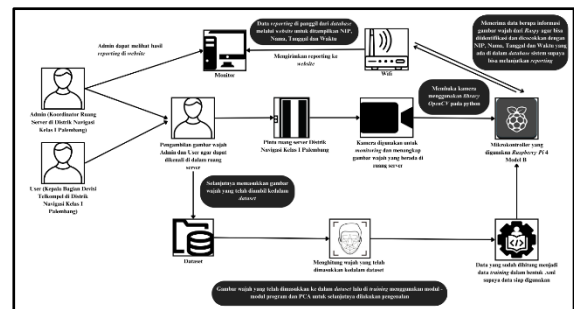 Data reporting di panggil dari database
melalui website untuk ditampilkan NIP,
Nama, Tanggal dan Waktu
Menerima data berupa informasi
gambar wajah dari Raspy agar bisa
diidentifikasi dan dicocokan dengan
NIP, Nama, Tanggal dan Waktu yang
ada di dalam database sistem supaya
bisa melanjutkan reporting
Admin dapat melihat hasil
reporting di website
Mengirimkan reporting ke
website
Monitor
Wifi
Membuka kamera
menggunakan library
OpenCV pada python
Admin (Koordinator Ruang
Server di Distrik Navigasi
Kelas I Palembang)
Pengambilan gambar wajah
Admin dan User agar dapat
dikenali di dalam ruang
server
Pintu ruang server Distrik
Navigasi Kelas I Palembang
Kamera digunakan untuk
monitoring dan menangkap
gambar wajah yang berada di
ruang server
Mikrokontroller yang
digunakan Raspberry Pi 4
Model B
User (Kepala Bagian Devisi
Telkompel di Distrik
Navigasi Kelas I
Palembang)
Selanjutnya memasukkan gambar
wajah yang telah diambil kedalam
dataset
Dataset
Menghitung wajah yang telah
dimasukkan kedalam dataset
Data yang sudah dihitung menjadi
data training dalam bentuk .xml
supaya data siap digunakan
Gambar wajah yang telah dimasukkan ke dalam dataset lalu di training menggunakan modul -
modul program dan PCA untuk selanjutnya dilakukan pengenalan